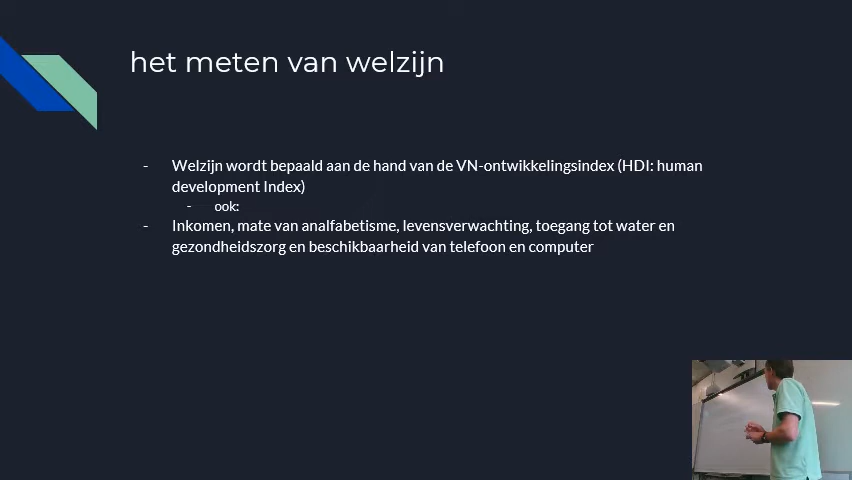 het meten van welzijn
- Welzijn wordt bepaald aan de hand van de VN-ontwikkelingsindex (HDI: human
development Index)
- ook:
- Inkomen, mate van analfabetisme, levensverwachting, toegang tot water en
gezondheidszorg en beschikbaarheid van telefoon en computer